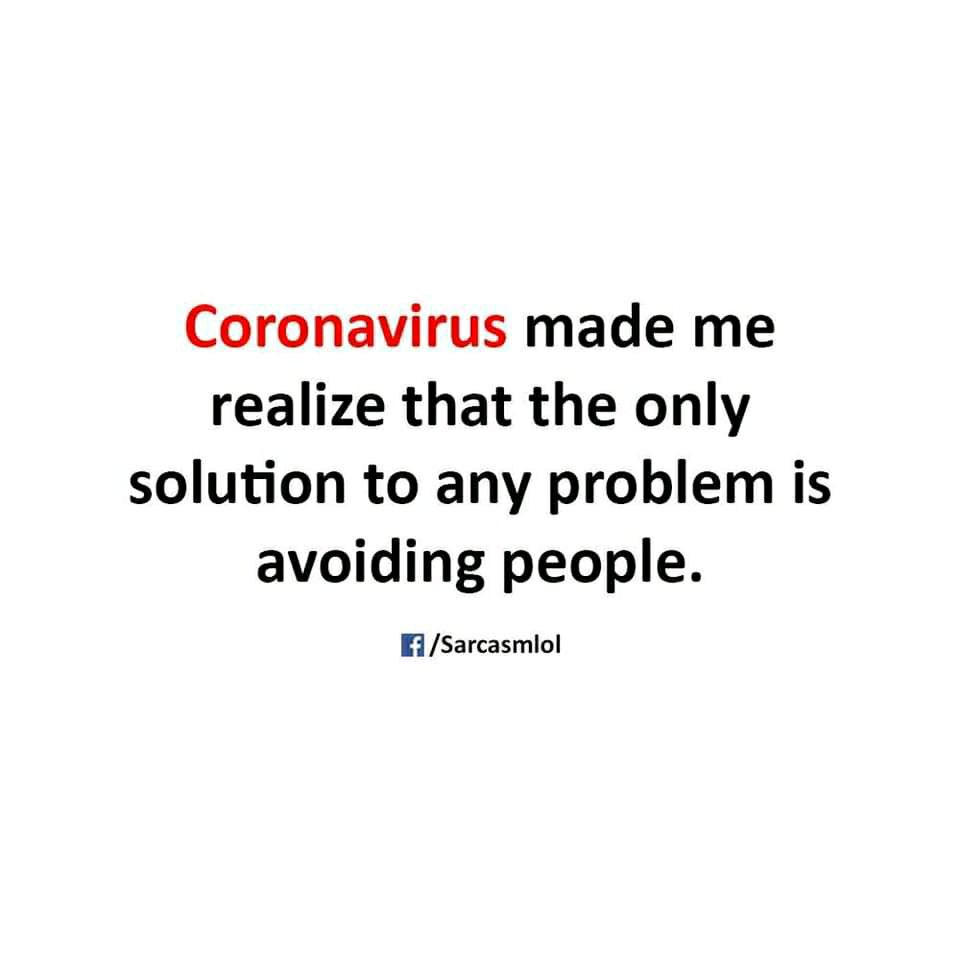 Coronavirus made me
realize that the only
solution to any problem is
avoiding people.
/Sarcasmlol